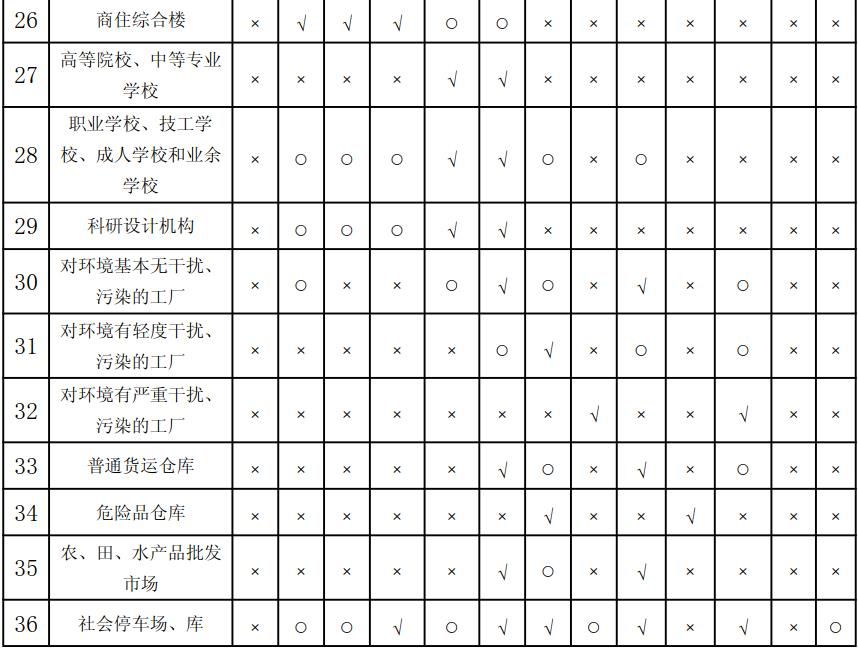 26 商住综合楼 × √ √ √ ○ ○ × × × × × × ×
高等院校、中等专业
27 × × × × √ √ × × × × × × ×
学校
职业学校、技工学
28 校、成人学校和业余 × ○ ○ ○ √ √ ○ × ○ × × × ×
学校
29 科研设计机构 × ○ ○ ○ √ √ × × × × × × ×
对环境基本无干扰、
30 × ○ × × ○ √ ○ × √ × ○ × ×
污染的工厂
对环境有轻度干扰、
31 × × × × × ○ √ × ○ × ○ × ×
污染的工厂
对环境有严重干扰、
32 × × × × × × × √ × × √ × ×
污染的工厂
33 普通货运仓库 × × × × × √ ○ × √ × ○ × ×
34 危险品仓库 × × × × × × √ × × √ × × ×
农、田、水产品批发
35 × × × × × √ ○ × √ × × × ×
市场
36 社会停车场、库 × ○ ○ √ ○ √ √ ○ √ × √ × ○